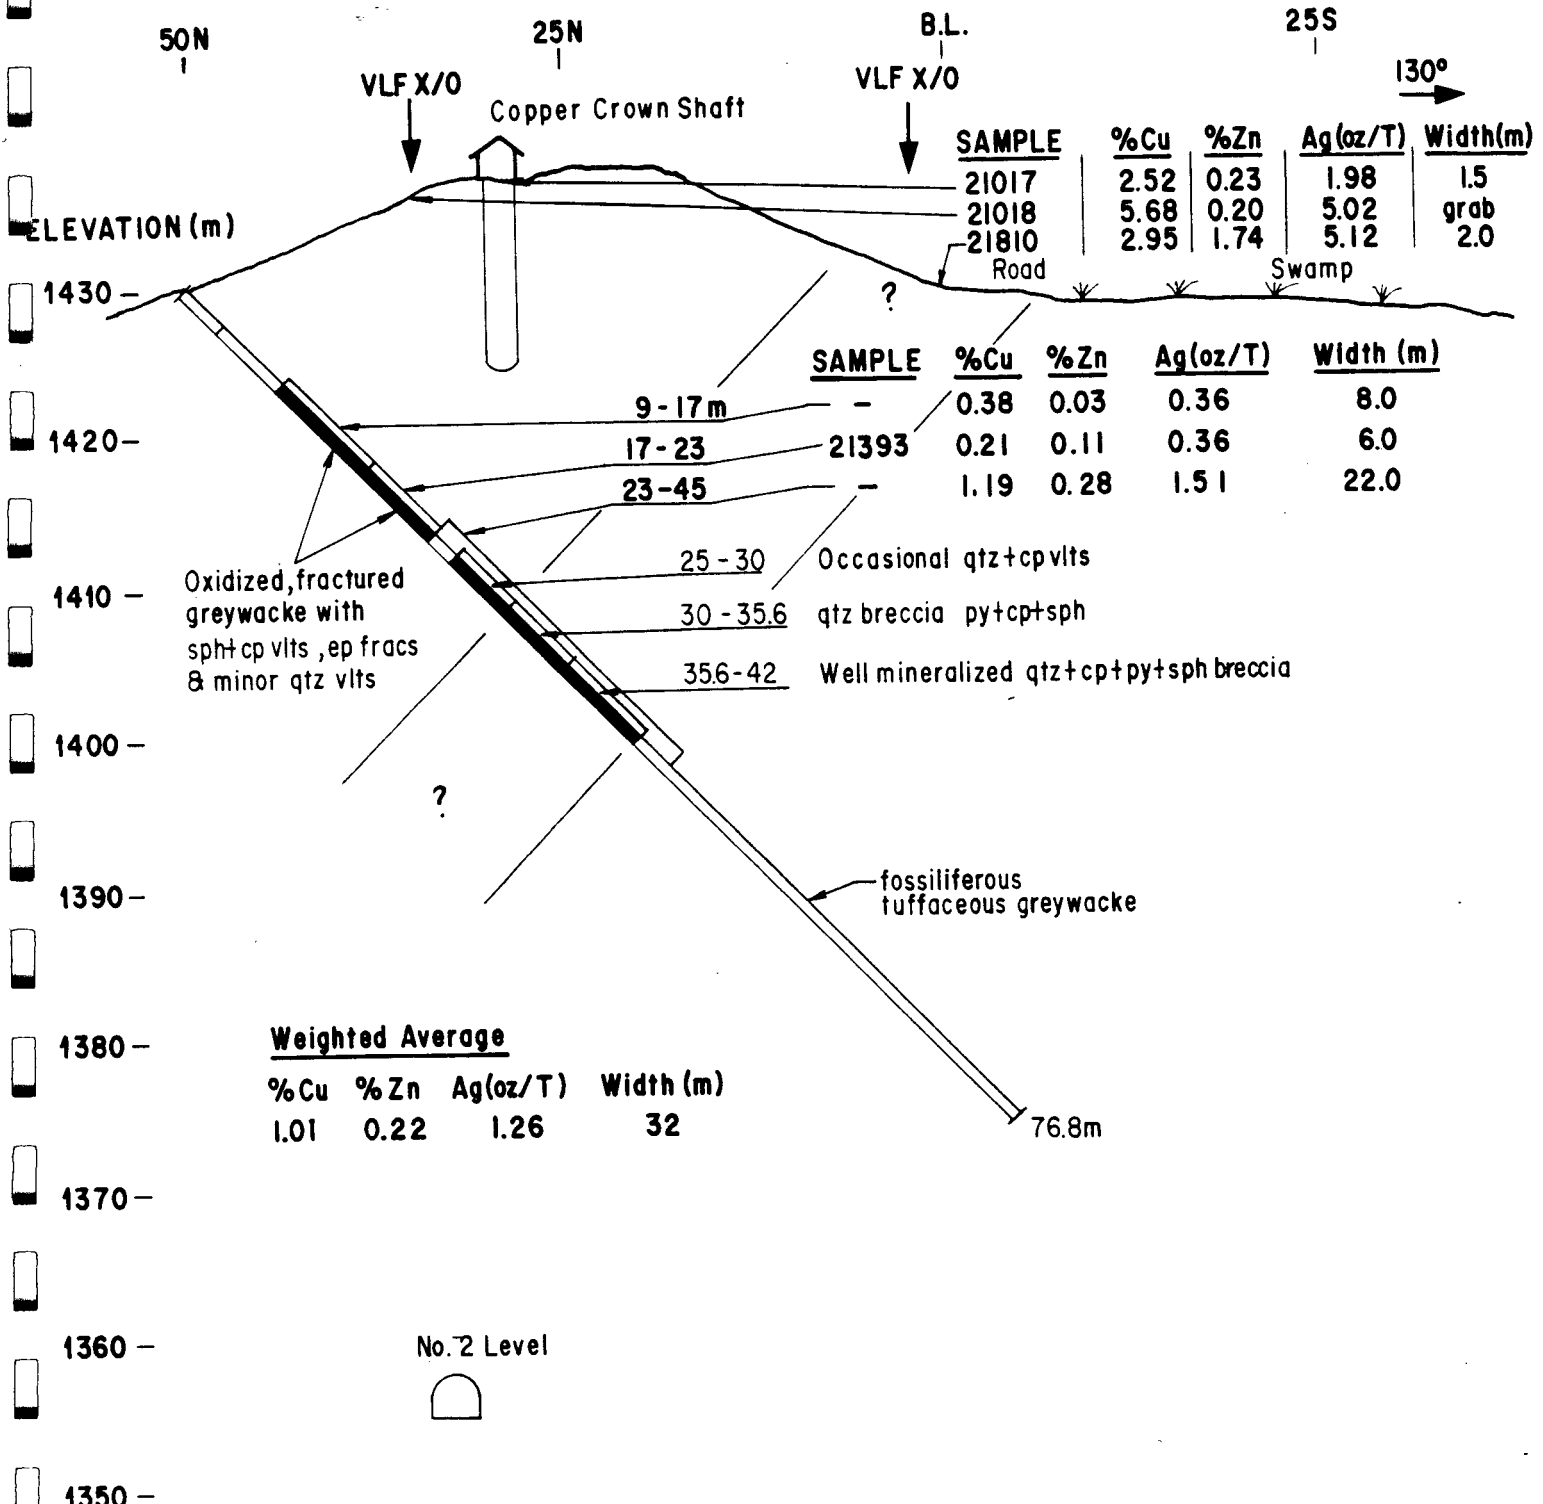 50N 25N B.L. 25S
VLF X/O VLF X/O 130°
Copper Crown Shaft
SAMPLE %Cu %Zn Ag(oz/T) Width(m)
21017 2.52 0.23 1.98 1.5
21018 5.68 0.20 5.02 grab
21810 2.95 1.74 5.12 2.0
ELEVATION (m)
Road Swamp
1430 –
?
SAMPLE %Cu %Zn Ag(oz/T) Width (m)
9-17m – 0.38 0.03 0.36 8.0
1420 –
17-23 21393 0.21 0.11 0.36 6.0
23-45 – 1.19 0.28 1.51 22.0
25-30 Occasional qtz+cp vlts
1410 –
Oxidized, fractured
greywacke with
sph+cp vlts, ep fracs
& minor qtz vlts
30-35.6 qtz breccia py+cp+sph
35.6-42 Well mineralized qtz+cp+py+sph breccia
1400 –
?
1390 –
fossiliferous
tuffaceous greywacke
1380 –
Weighted Average
%Cu %Zn Ag(oz/T) Width (m)
1.01 0.22 1.26 32
76.8m
1370 –
1360 –
No. 2 Level
1350 –